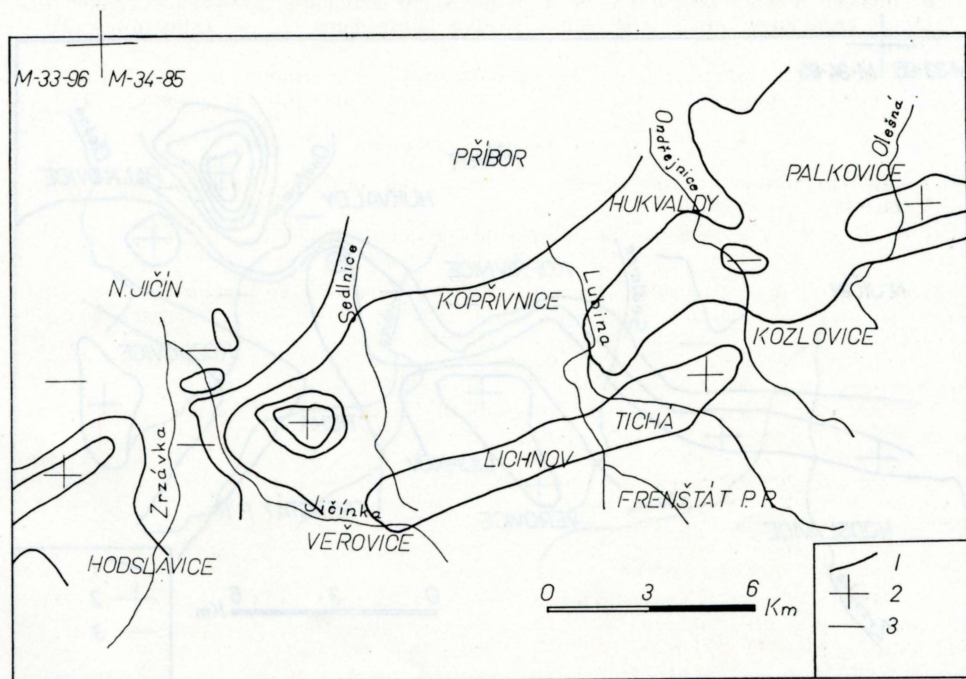 M-33-96 M-34-85
PŘÍBOR
Ondřejnice
Olešná
PALKOVICE
HUKVALDY
N. JIČÍN
Sedlnice
KOPŘIVNICE
Lubina
KOZLOVICE
Zrzávka
TICHÁ
LICHNOV
Jičínka
FRENŠTÁT P. R.
VEŘOVICE
HODSLAVICE
0 3 6 Km
1
2
3